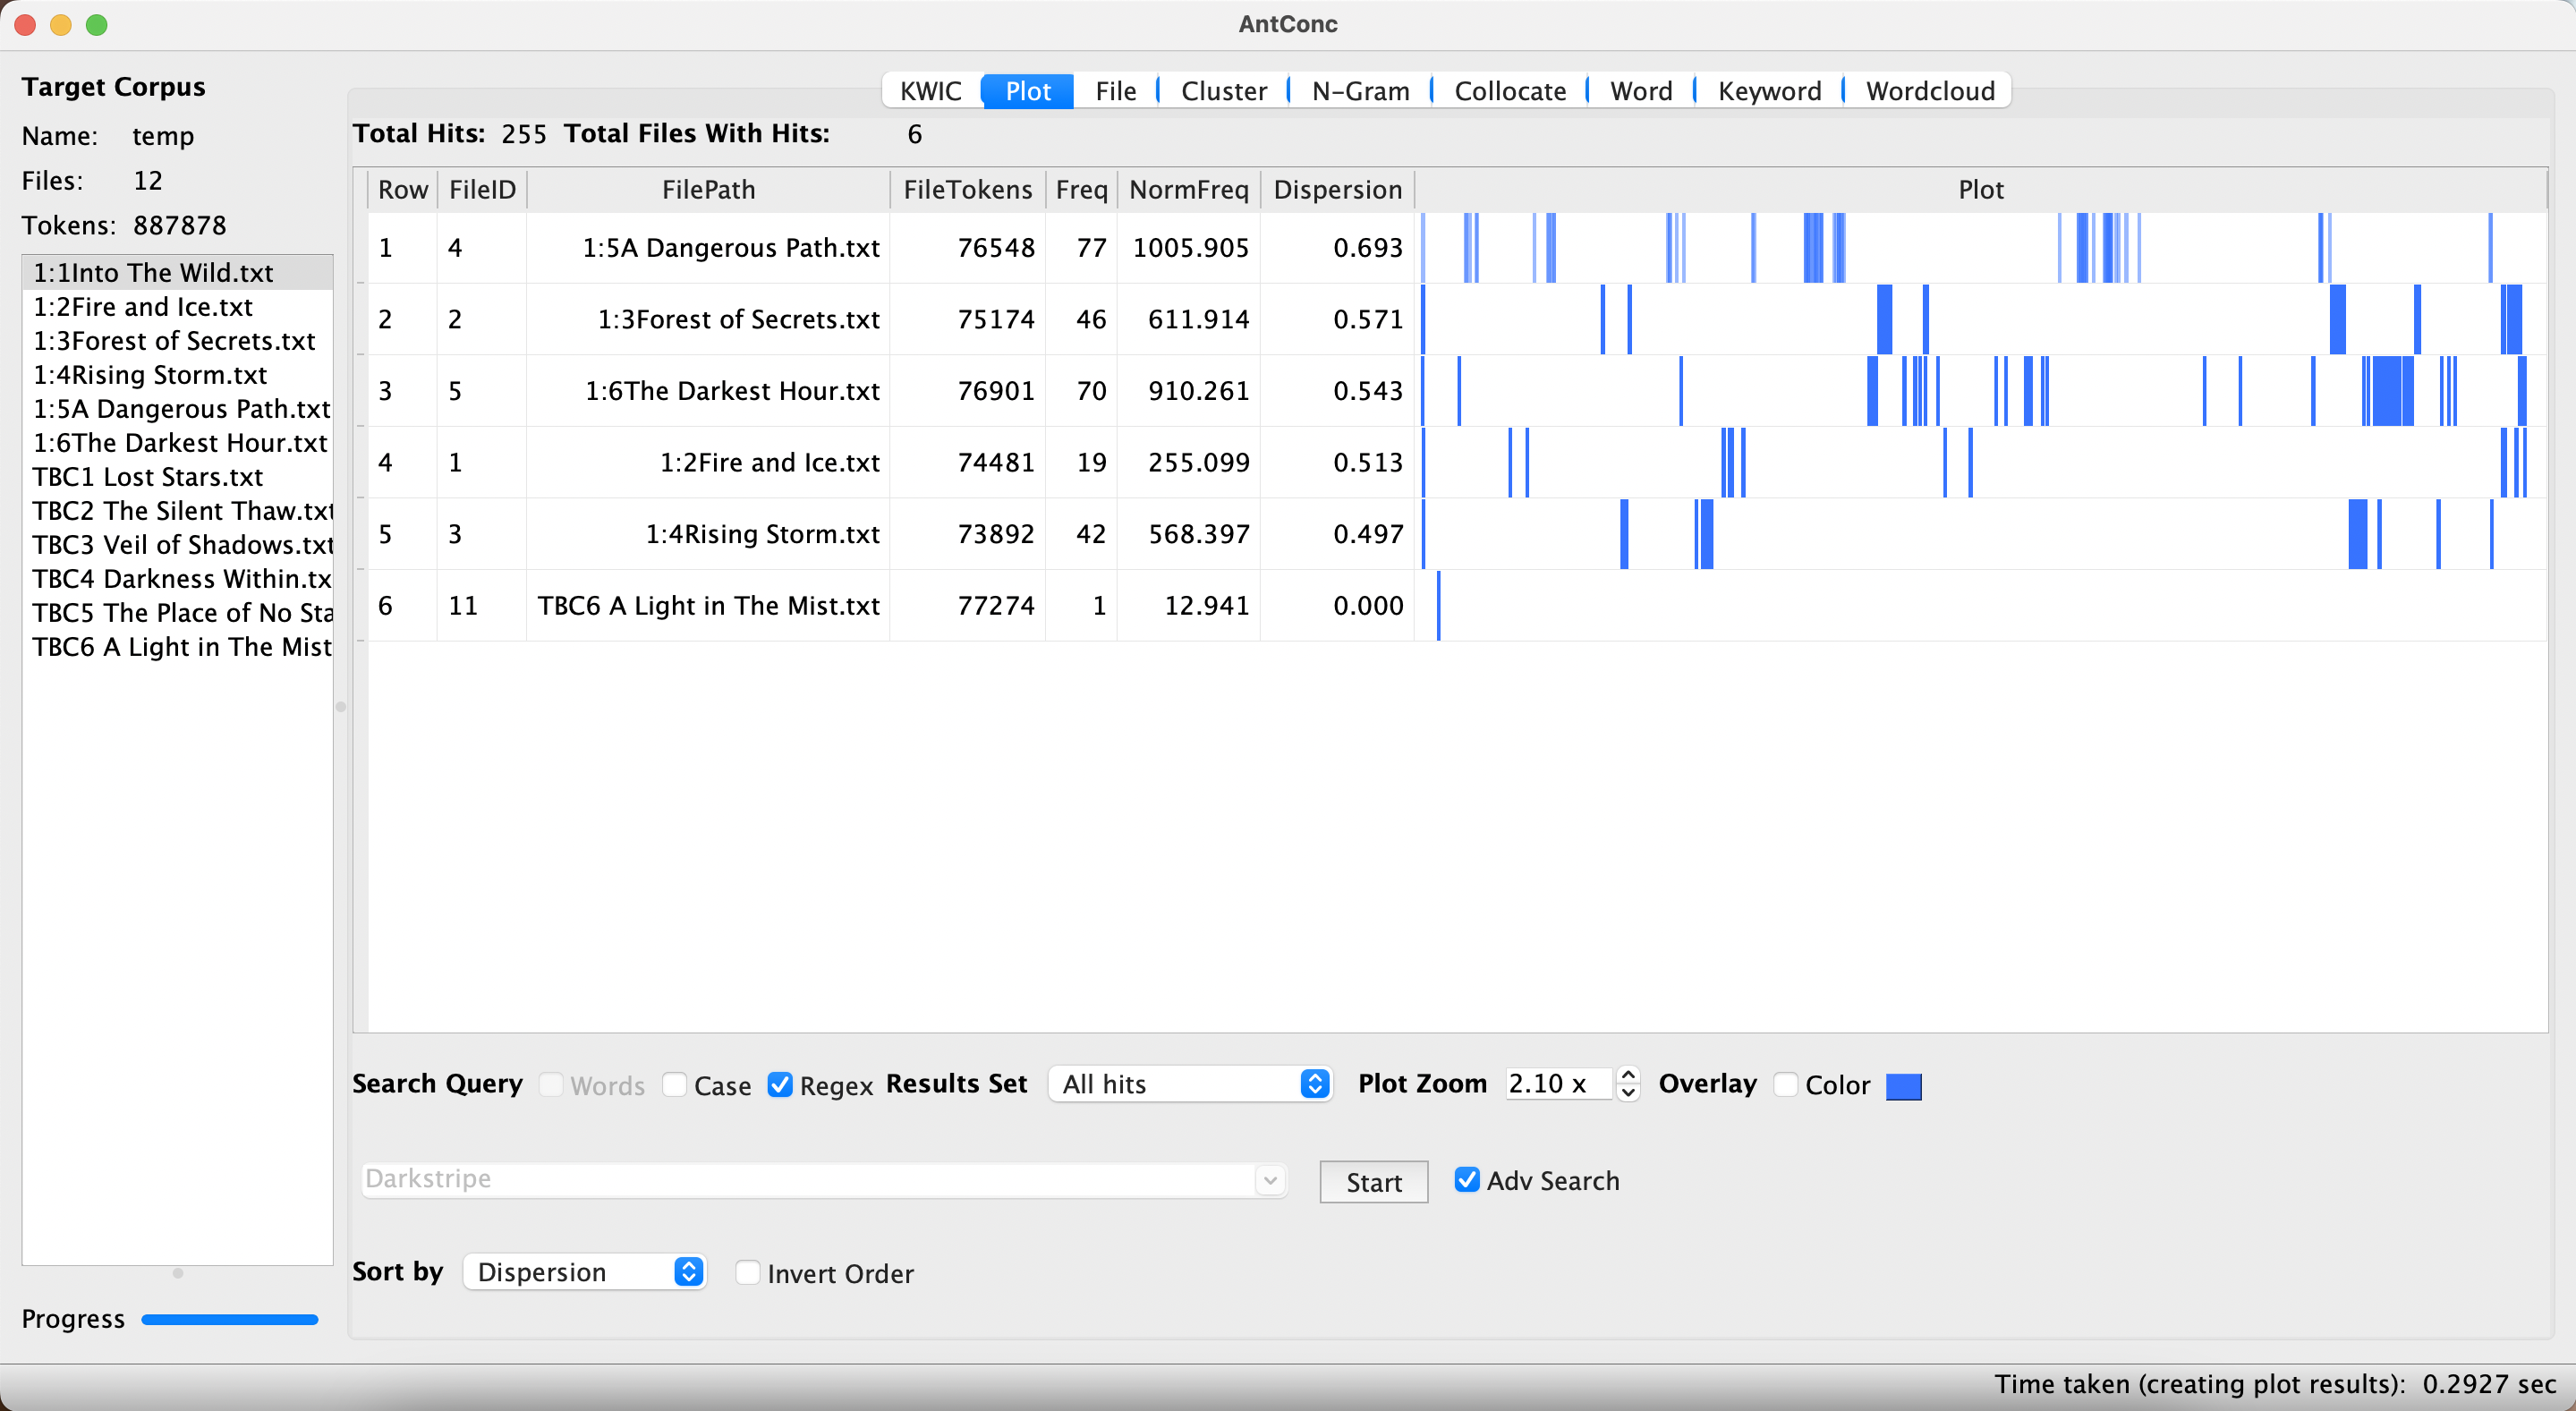 AntConc
Target Corpus
Name: temp
Files: 12
Tokens: 887878
1:1Into The Wild.txt
1:2Fire and Ice.txt
1:3Forest of Secrets.txt
1:4Rising Storm.txt
1:5A Dangerous Path.txt
1:6The Darkest Hour.txt
TBC1 Lost Stars.txt
TBC2 The Silent Thaw.txt
TBC3 Veil of Shadows.txt
TBC4 Darkness Within.tx
TBC5 The Place of No Sta
TBC6 A Light in The Mist
Progress
KWIC Plot File Cluster N-Gram Collocate Word Keyword Wordcloud
Total Hits: 255 Total Files With Hits: 6
Row FileID FilePath FileTokens Freq NormFreq Dispersion Plot
1 4 1:5A Dangerous Path.txt 76548 77 1005.905 0.693
2 2 1:3Forest of Secrets.txt 75174 46 611.914 0.571
3 5 1:6The Darkest Hour.txt 76901 70 910.261 0.543
4 1 1:2Fire and Ice.txt 74481 19 255.099 0.513
5 3 1:4Rising Storm.txt 73892 42 568.397 0.497
6 11 TBC6 A Light in The Mist.txt 77274 1 12.941 0.000
Search Query Words Case Regex Results Set All hits Plot Zoom 2.10 x Overlay Color
Darkstripe Start Adv Search
Sort by Dispersion Invert Order
Time taken (creating plot results): 0.2927 sec